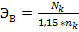 Э_В = N_k / 1,15*n_k